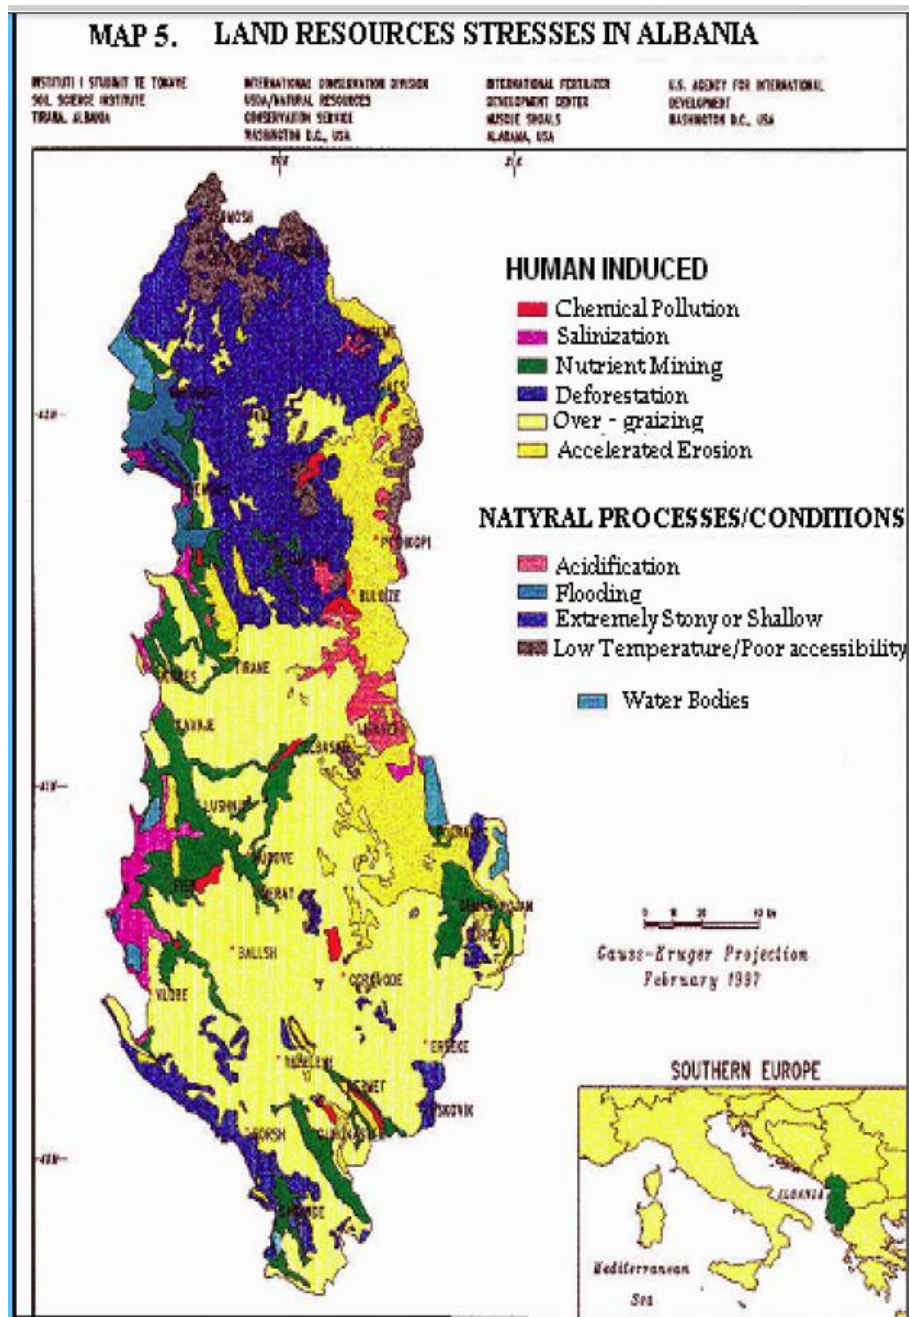 MAP 5. LAND RESOURCES STRESSES IN ALBANIA
INSTITUTI I STUDIMIT TE TOKAVE
SOIL SCIENCE INSTITUTE
TIRANA, ALBANIA
INTERNATIONAL CONSERVATION DIVISION
USDA/NATURAL RESOURCES
CONSERVATION SERVICE
WASHINGTON D.C., USA
INTERNATIONAL FERTILIZER
DEVELOPMENT CENTER
MUSCLE SHOALS
ALABAMA, USA
U.S. AGENCY FOR INTERNATIONAL
DEVELOPMENT
WASHINGTON D.C., USA
HUMAN INDUCED
Chemical Pollution
Salinization
Nutrient Mining
Deforestation
Over - graizing
Accelerated Erosion
NATYRAL PROCESSES/CONDITIONS
Acidification
Flooding
Extremely Stony or Shallow
Low Temperature/Poor accessibility
Water Bodies
BULQIZE
TIRANE
KAVAJE
LUSHNJE
BALLSH
VLORE
ERSEKE
BORSH
0 10 20
Gauss-Kruger Projection
February 1997
SOUTHERN EUROPE
ALBANIA
Mediterranean
Sea